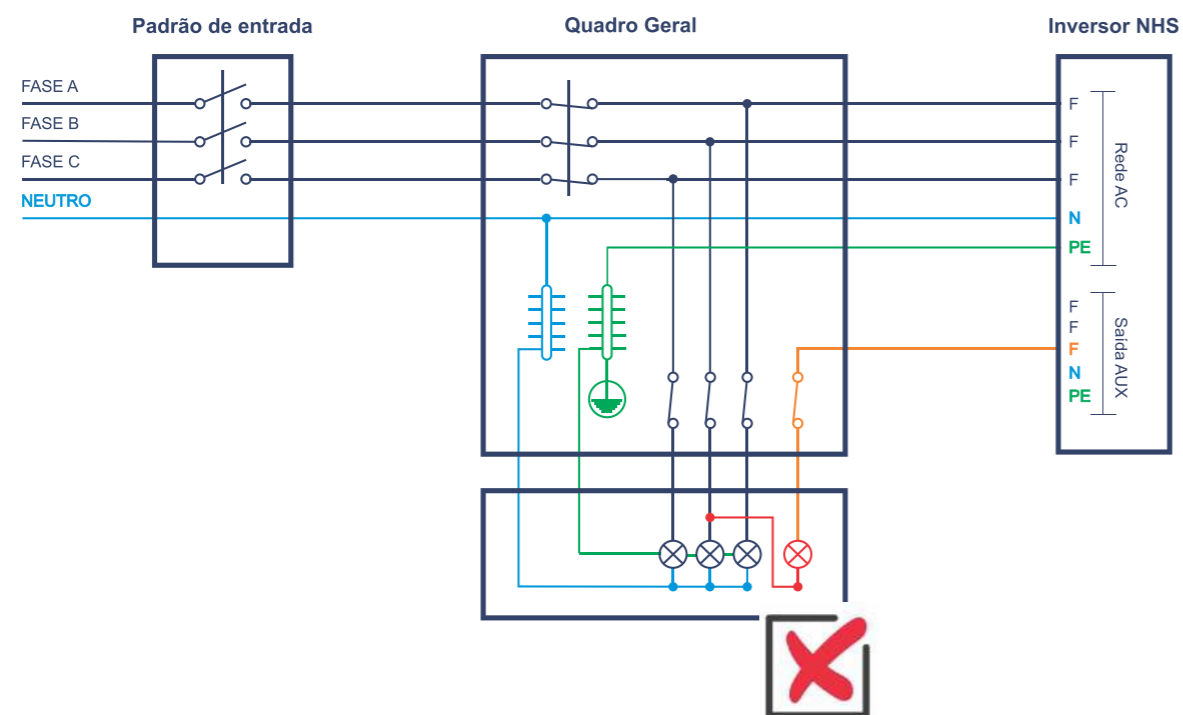 Padrão de entrada
Quadro Geral
Inversor NHS
FASE A
FASE B
FASE C
NEUTRO
F
F
F
N
PE
Rede AC
F
F
F
N
PE
Saída AUX